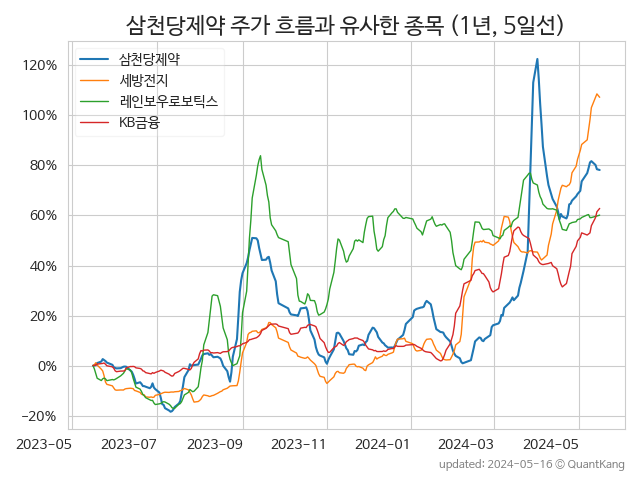 삼천당제약 주가 흐름과 유사한 종목 (1년, 5일선)
삼천당제약
세방전지
레인보우로보틱스
KB금융
120%
100%
80%
60%
40%
20%
0%
−20%
2023-05 2023-07 2023-09 2023-11 2024-01 2024-03 2024-05
updated: 2024-05-16 © QuantKang